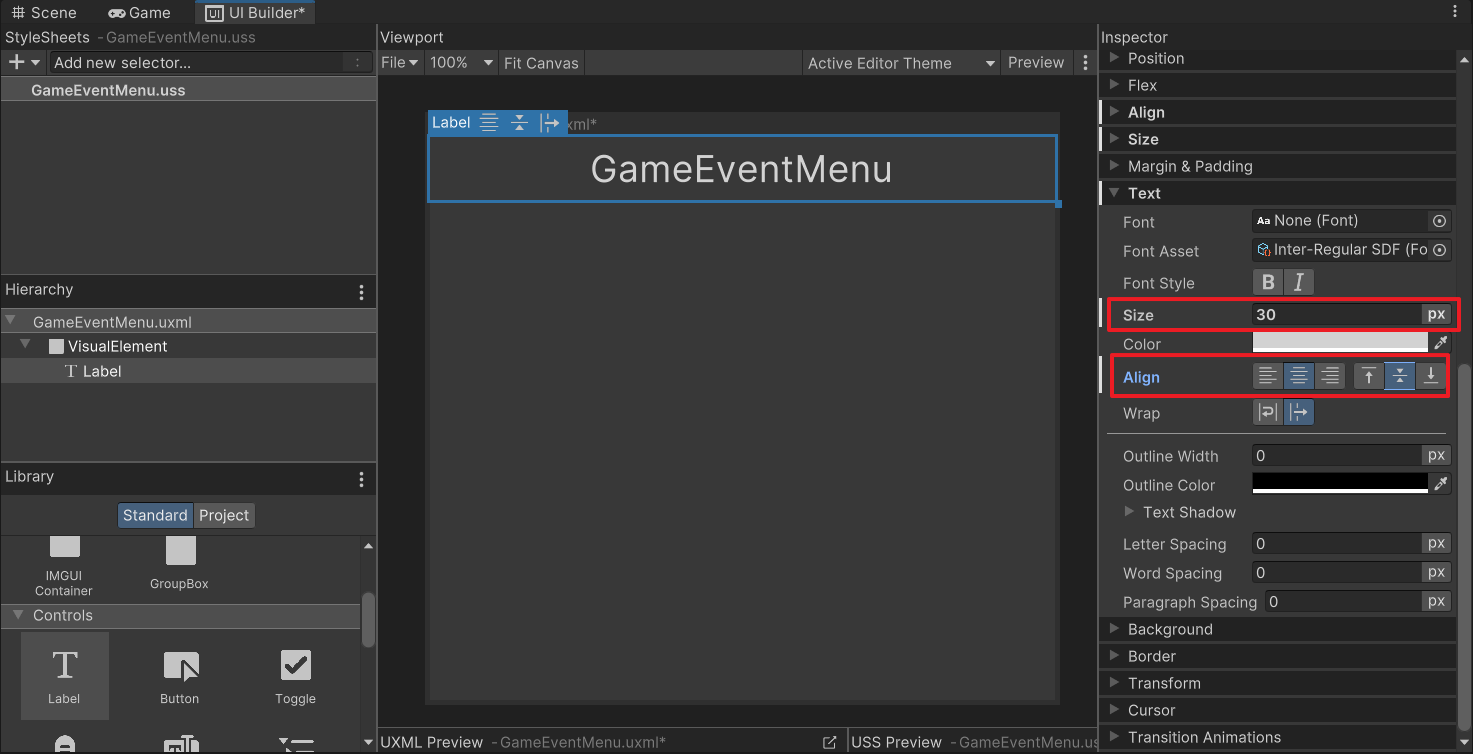 Scene
Game
UI Builder*
StyleSheets - GameEventMenu.uss
Add new selector...
GameEventMenu.uss
Hierarchy
GameEventMenu.uxml
VisualElement
Label
Library
Standard
Project
IMGUI
Container
GroupBox
Controls
Label
Button
Toggle
Viewport
File
100%
Fit Canvas
Active Editor Theme
Preview
Label
xml*
GameEventMenu
UXML Preview - GameEventMenu.uxml*
USS Preview - GameEventMenu.us
Inspector
Position
Flex
Align
Size
Margin & Padding
Text
Font
Aa None (Font)
Font Asset
Inter-Regular SDF (Fo
Font Style
B I
Size
30 px
Color
Align
Wrap
Outline Width
0 px
Outline Color
Text Shadow
Letter Spacing
0 px
Word Spacing
0 px
Paragraph Spacing
0 px
Background
Border
Transform
Cursor
Transition Animations